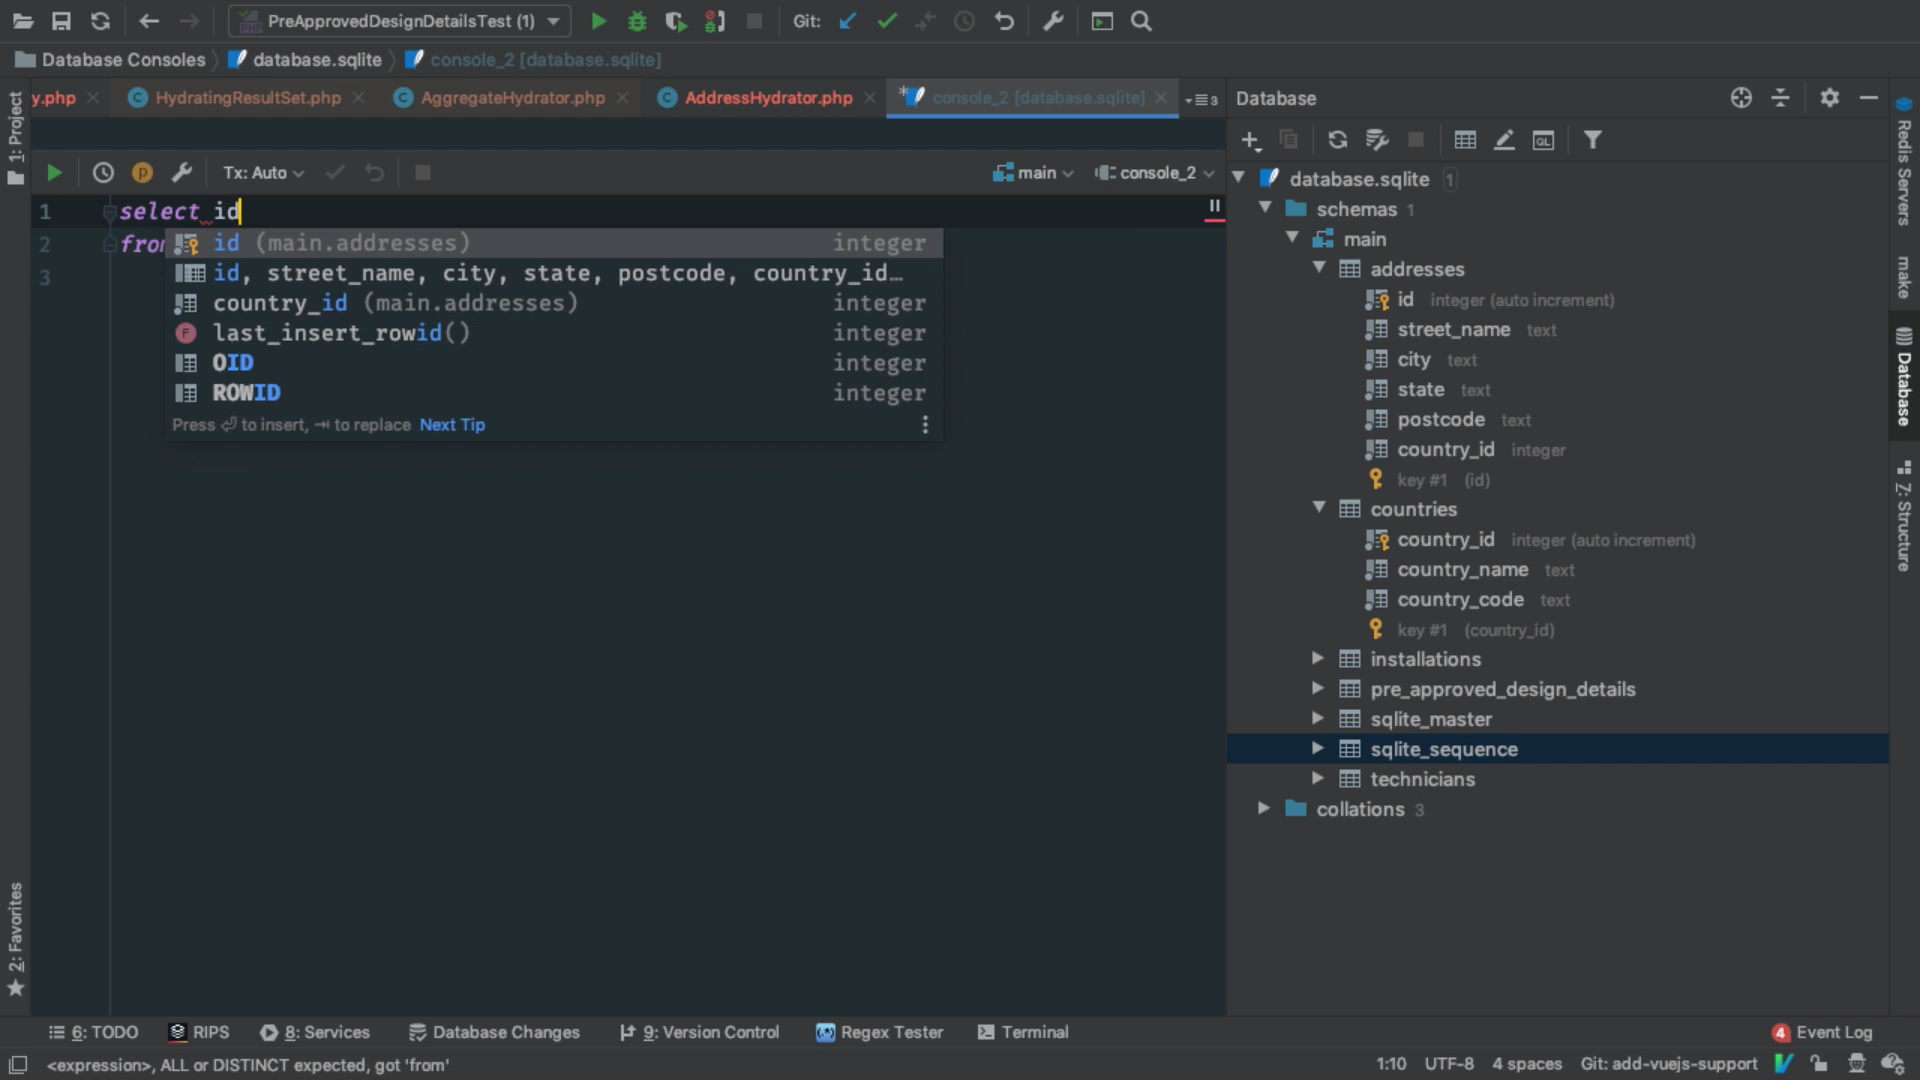 PreApprovedDesignDetailsTest (1)
Git:
Database Consoles
database.sqlite
console_2 [database.sqlite]
y.php
HydratingResultSet.php
AggregateHydrator.php
AddressHydrator.php
console_2 [database.sqlite]
3
Database
1: Project
Tx: Auto
main
console_2
1
select id
2
from
3
id (main.addresses) integer
id, street_name, city, state, postcode, country_id…
country_id (main.addresses) integer
last_insert_rowid() integer
OID integer
ROWID integer
Press ⏎ to insert, ⇥ to replace Next Tip
QL
database.sqlite 1
schemas 1
main
addresses
id integer (auto increment)
street_name text
city text
state text
postcode text
country_id integer
key #1 (id)
countries
country_id integer (auto increment)
country_name text
country_code text
key #1 (country_id)
installations
pre_approved_design_details
sqlite_master
sqlite_sequence
technicians
collations 3
Redis Servers
make
Database
7: Structure
2: Favorites
6: TODO
RIPS
8: Services
Database Changes
9: Version Control
Regex Tester
Terminal
4 Event Log
<expression>, ALL or DISTINCT expected, got 'from'
1:10
UTF-8
4 spaces
Git: add-vuejs-support